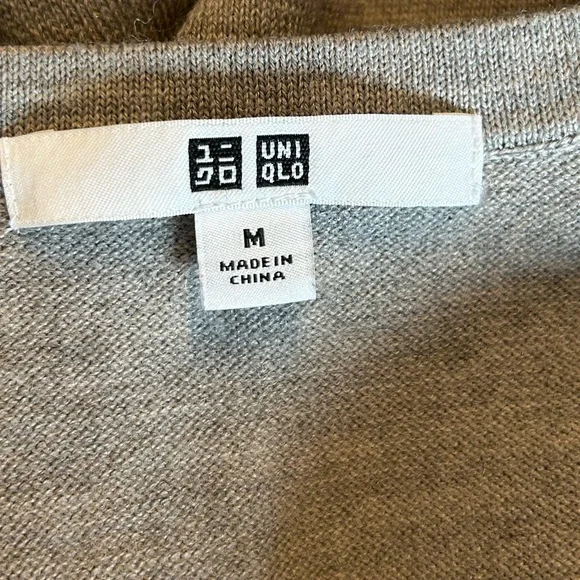 ユニ UNI
クロ QLO
M
MADE IN
CHINA